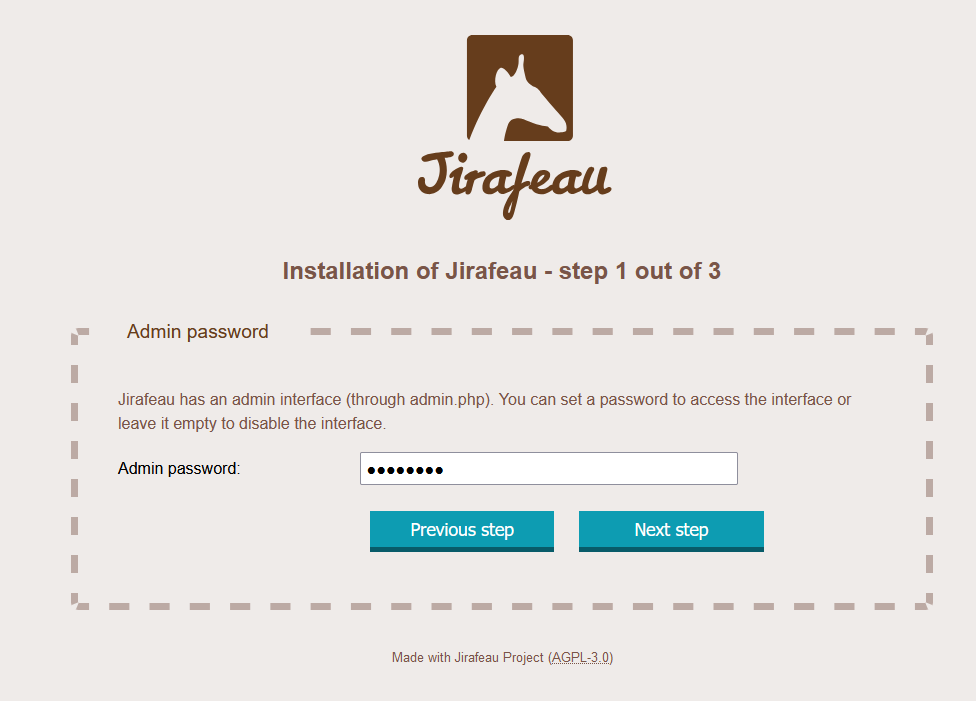 Jirafeau
Installation of Jirafeau - step 1 out of 3
Admin password
Jirafeau has an admin interface (through admin.php). You can set a password to access the interface or
leave it empty to disable the interface.
Admin password: ●●●●●●●●
Previous step Next step
Made with Jirafeau Project (AGPL-3.0)